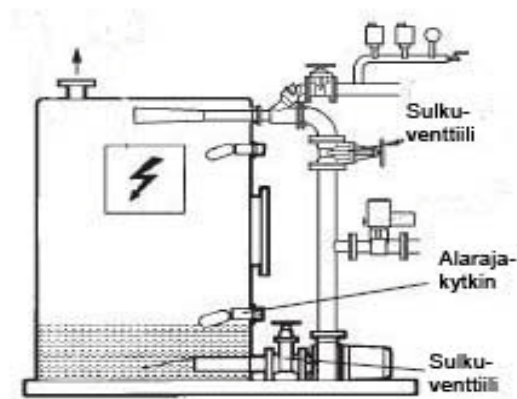 Sulku-
venttiili
Alaraja-
kytkin
Sulku-
venttiili